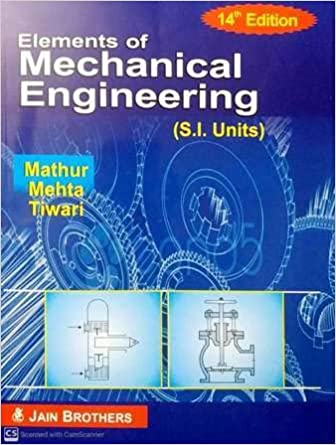 14th Edition
Elements of
Mechanical
Engineering
(S.I. Units)
Mathur
Mehta
Tiwari
JAIN BROTHERS
CS Scanned with CamScanner